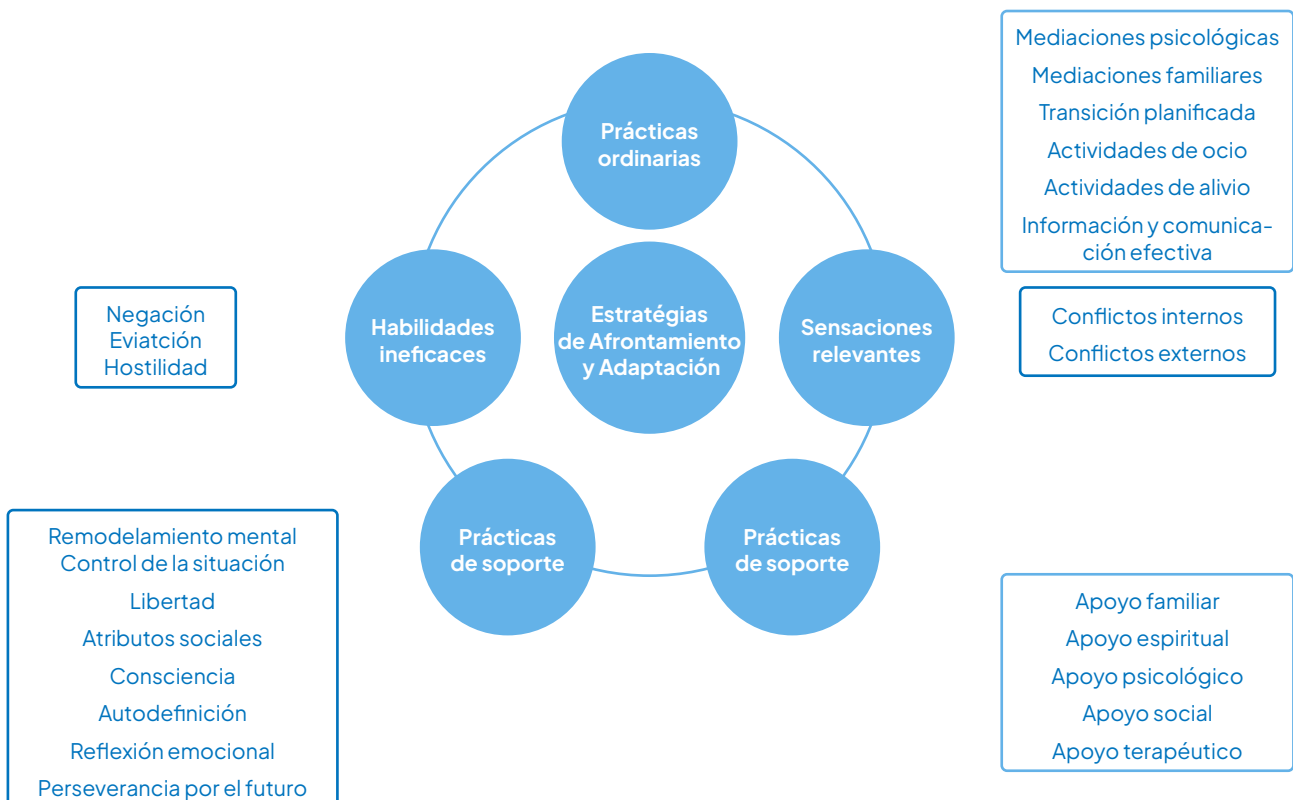 Prácticas
ordinarias
Mediaciones psicológicas
Mediaciones familiares
Transición planificada
Actividades de ocio
Actividades de alivio
Información y comunica-
ción efectiva
Negación
Eviatción
Hostilidad
Habilidades
ineficaces
Estratégias
de Afrontamiento
y Adaptación
Sensaciones
relevantes
Conflictos internos
Conflictos externos
Prácticas
de soporte
Prácticas
de soporte
Remodelamiento mental
Control de la situación
Libertad
Atributos sociales
Consciencia
Autodefinición
Reflexión emocional
Perseverancia por el futuro
Apoyo familiar
Apoyo espiritual
Apoyo psicológico
Apoyo social
Apoyo terapéutico